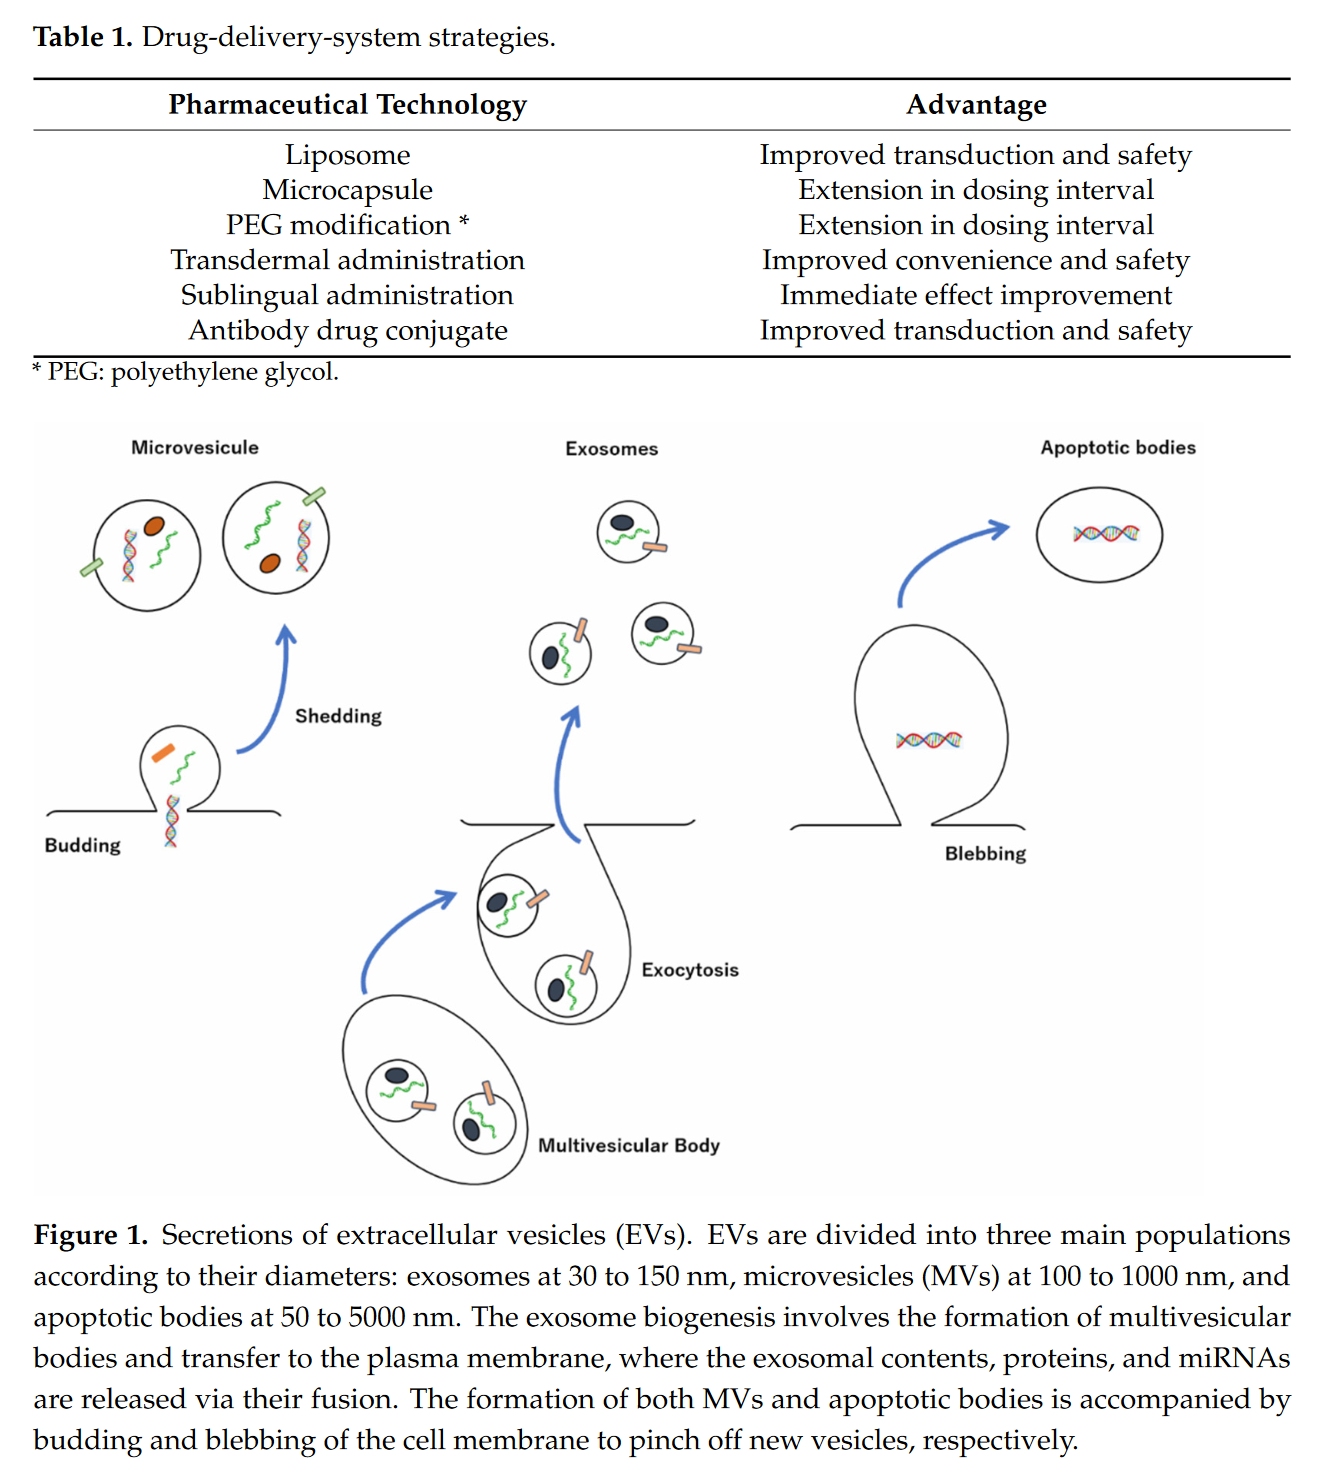 Table 1. Drug-delivery-system strategies.
Pharmaceutical Technology Advantage
Liposome Improved transduction and safety
Microcapsule Extension in dosing interval
PEG modification * Extension in dosing interval
Transdermal administration Improved convenience and safety
Sublingual administration Immediate effect improvement
Antibody drug conjugate Improved transduction and safety
* PEG: polyethylene glycol.
Microvesicule Exosomes Apoptotic bodies
Shedding
Budding
Blebbing
Exocytosis
Multivesicular Body
Figure 1. Secretions of extracellular vesicles (EVs). EVs are divided into three main populations
according to their diameters: exosomes at 30 to 150 nm, microvesicles (MVs) at 100 to 1000 nm, and
apoptotic bodies at 50 to 5000 nm. The exosome biogenesis involves the formation of multivesicular
bodies and transfer to the plasma membrane, where the exosomal contents, proteins, and miRNAs
are released via their fusion. The formation of both MVs and apoptotic bodies is accompanied by
budding and blebbing of the cell membrane to pinch off new vesicles, respectively.